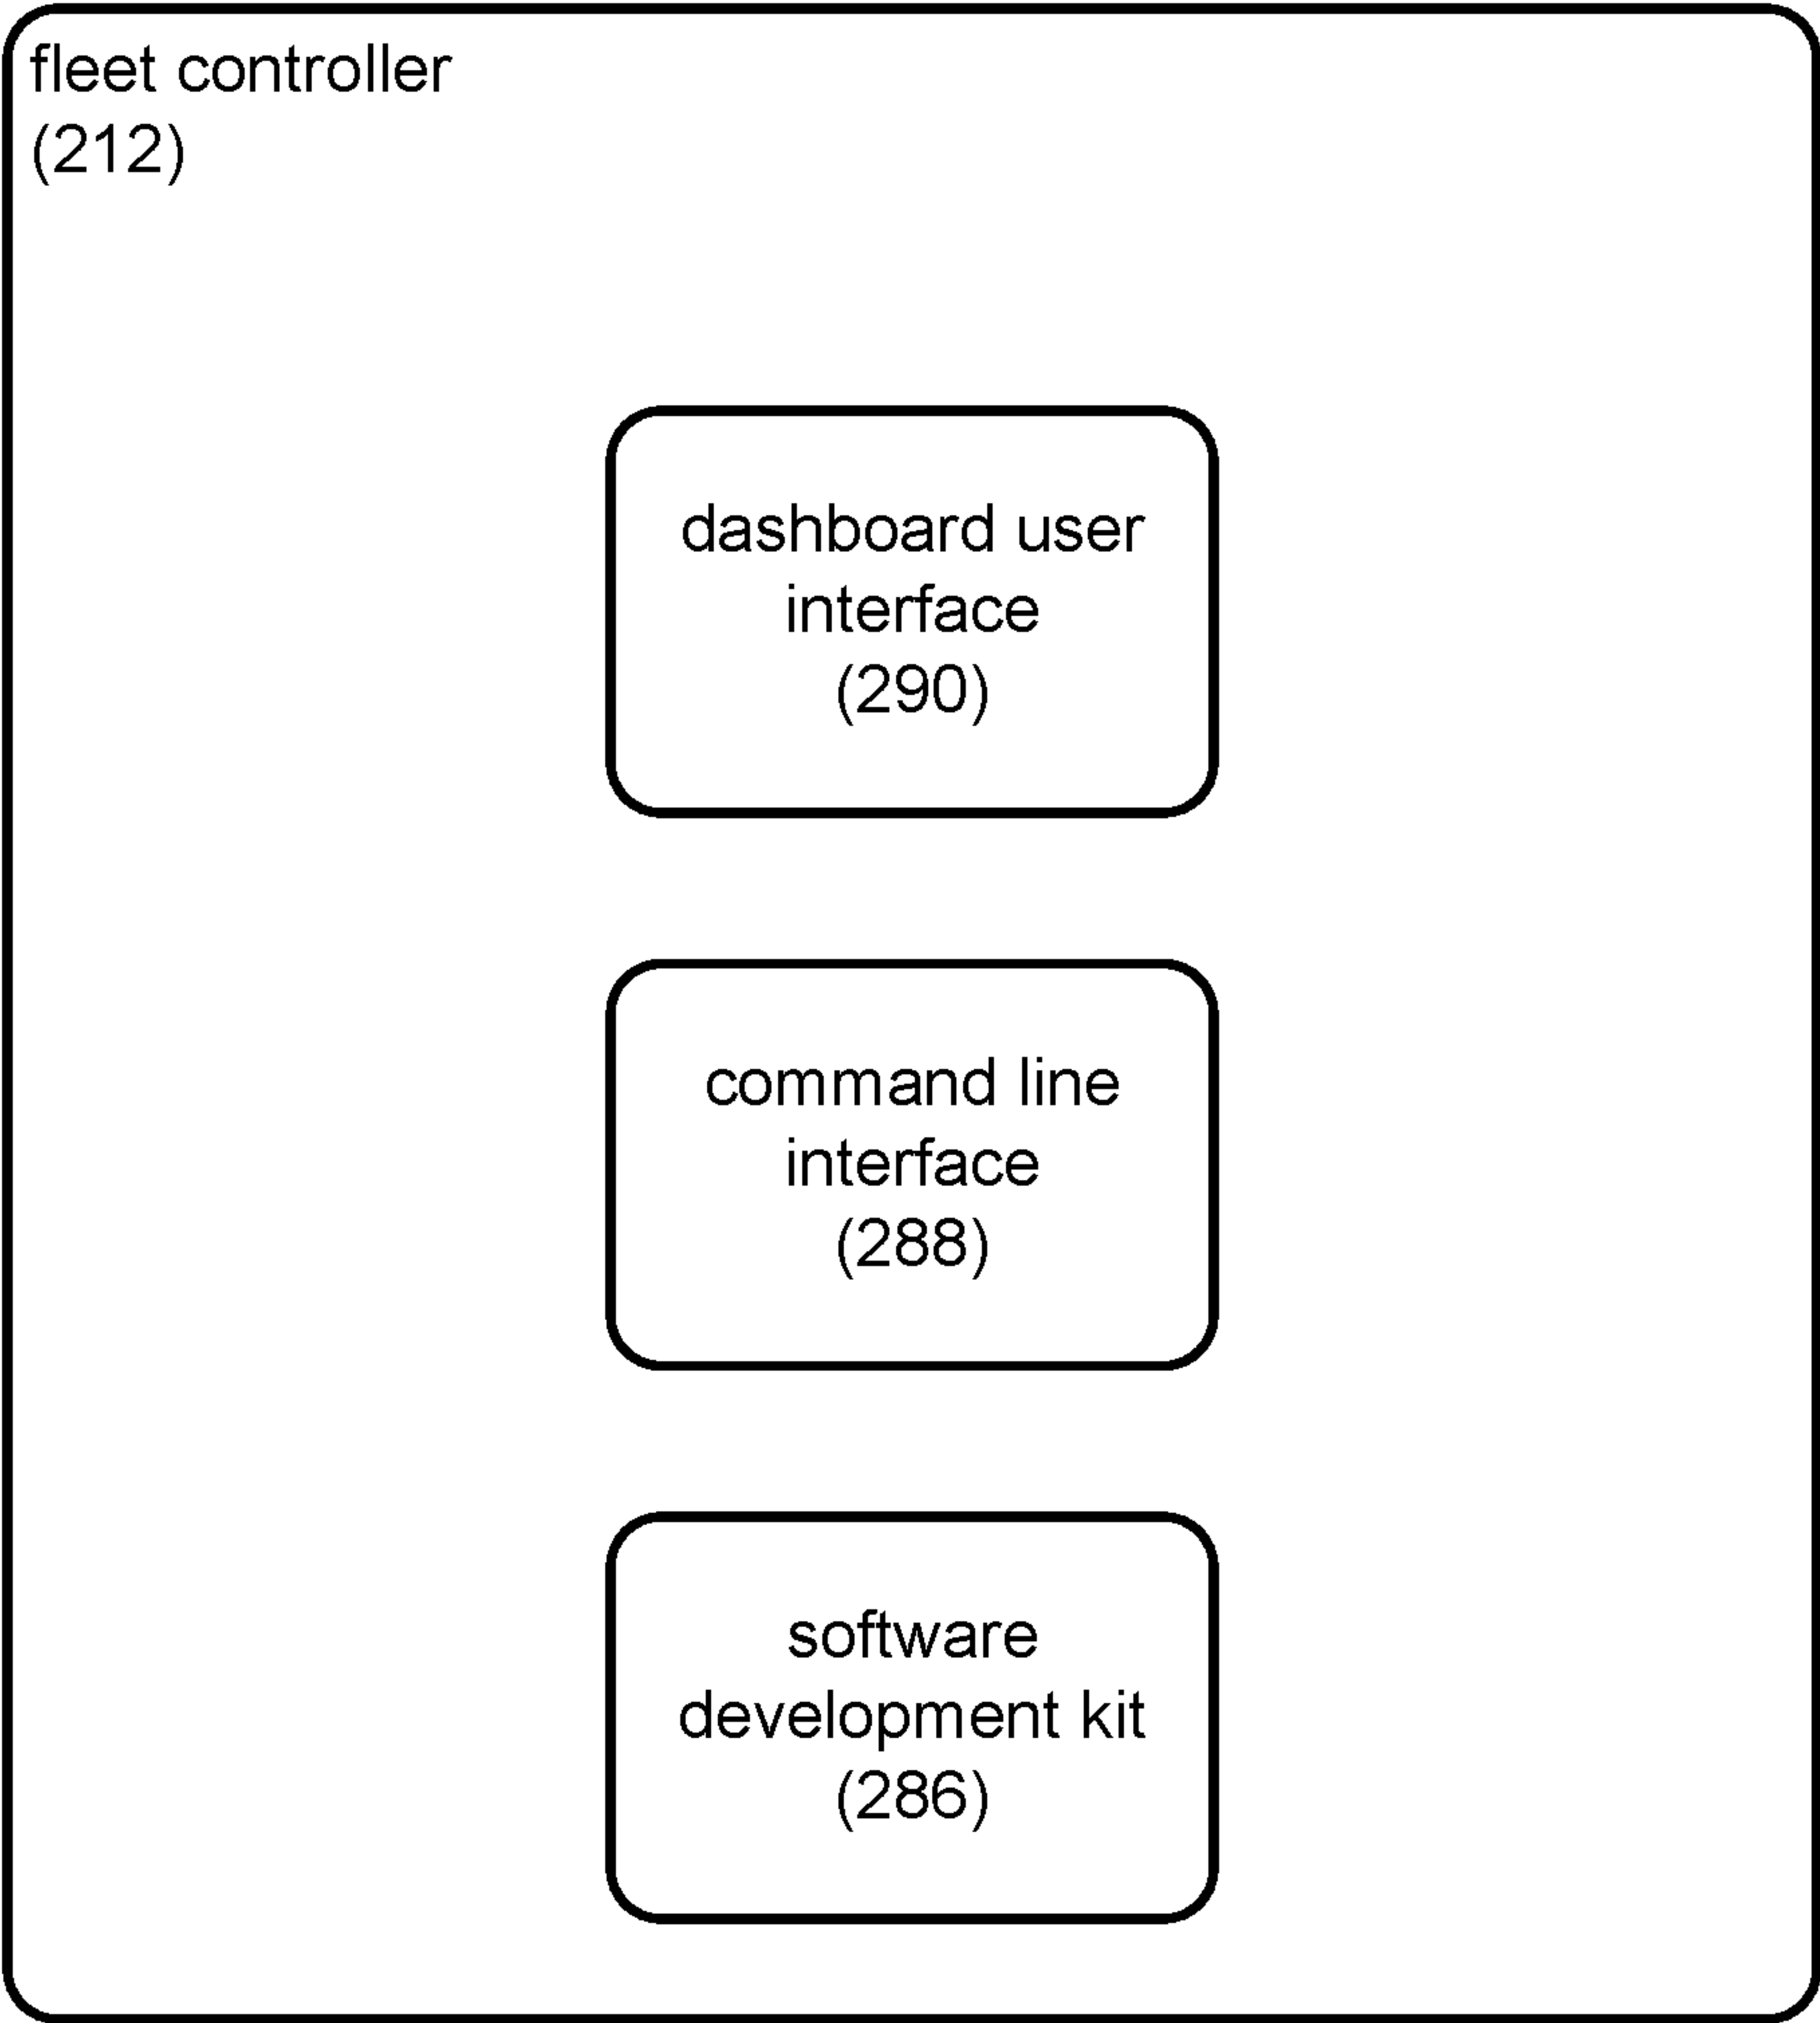 fleet controller
(212)
dashboard user
interface
(290)
command line
interface
(288)
software
development kit
(286)